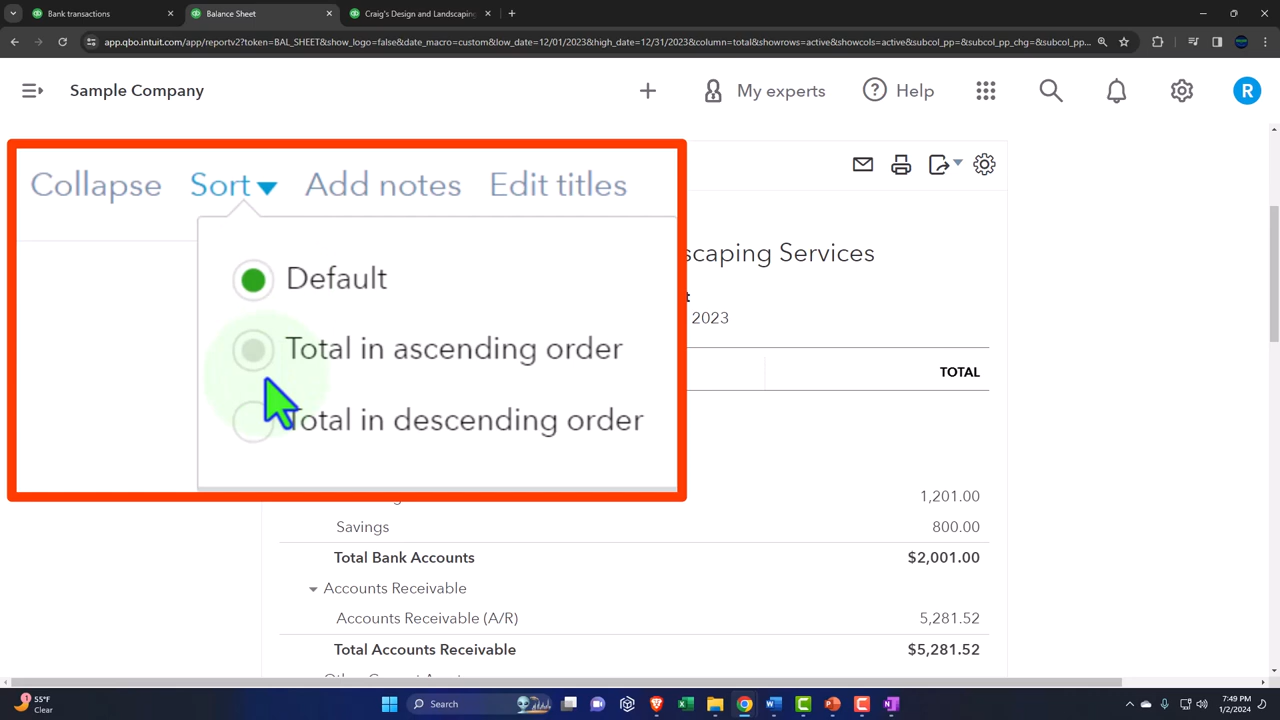 Bank transactions
Balance Sheet
Craig's Design and Landscaping
app.qbo.intuit.com/app/reportv2?token=BAL_SHEET&show_logo=false&date_macro=custom&low_date=12/01/2023&high_date=12/31/2023&column=total&showrows=active&showcols=active&subcol_pp=&subcol_pp_chg=&subcol_pp...
Sample Company
My experts
Help
R
Collapse Sort Add notes Edit titles
Default
Total in ascending order
Total in descending order
scaping Services
t
2023
TOTAL
1,201.00
Savings 800.00
Total Bank Accounts $2,001.00
Accounts Receivable
Accounts Receivable (A/R) 5,281.52
Total Accounts Receivable $5,281.52
1
55°F
Clear
Search
7:49 PM
1/2/2024